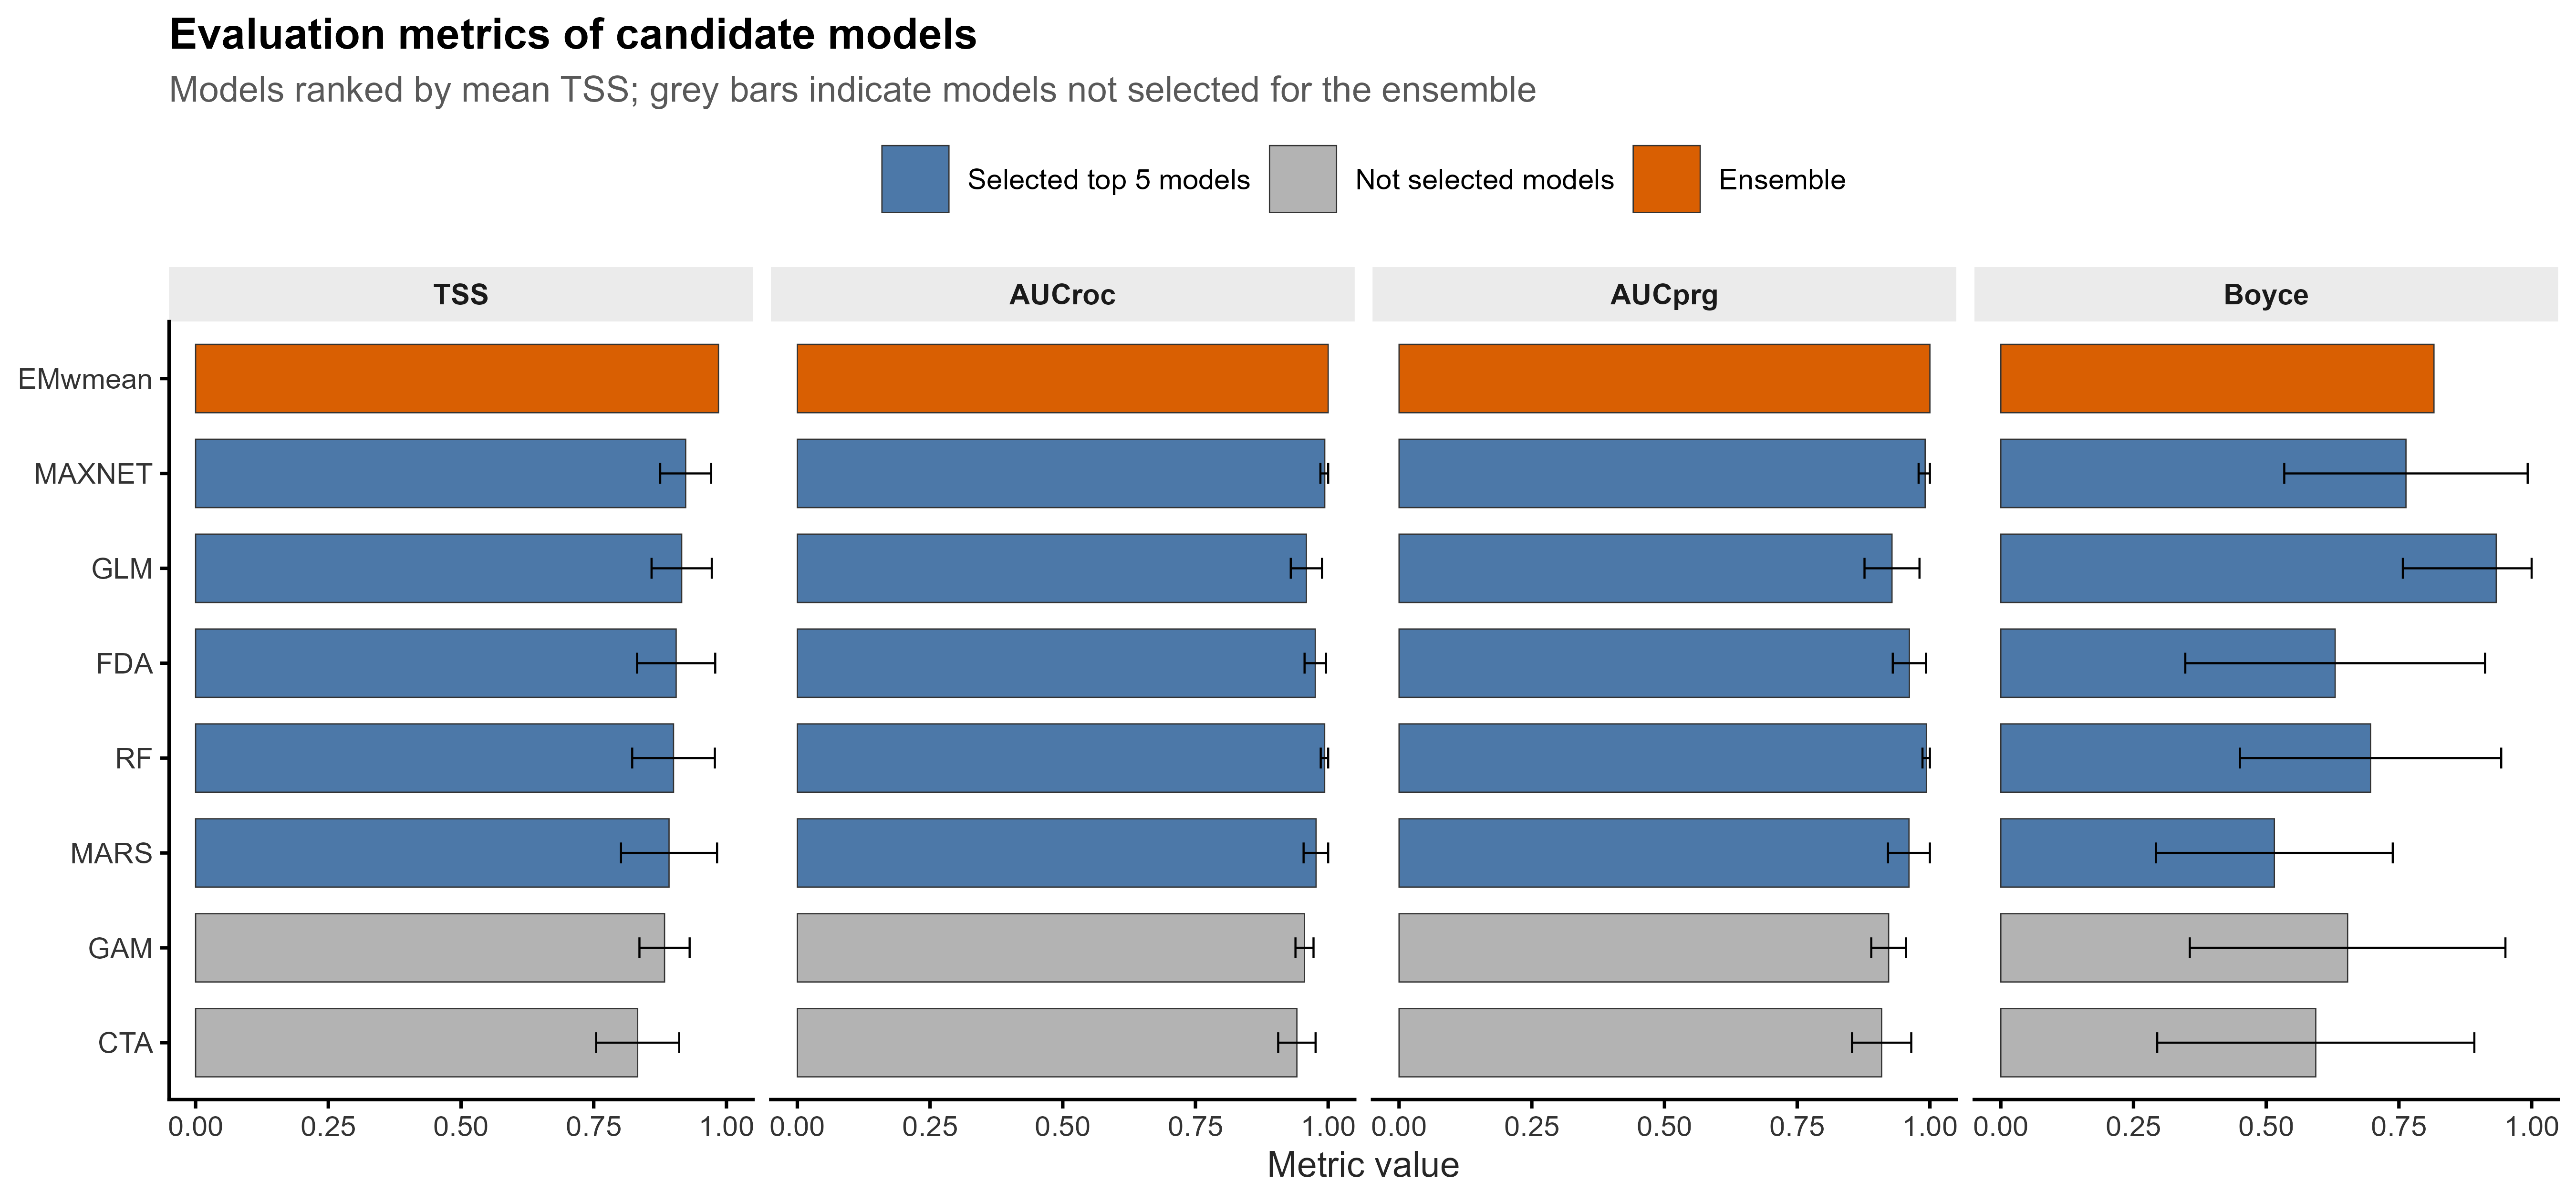 Evaluation metrics of candidate models
Models ranked by mean TSS; grey bars indicate models not selected for the ensemble
Selected top 5 models Not selected models Ensemble
TSS AUCroc AUCprg Boyce
EMwmean
MAXNET
GLM
FDA
RF
MARS
GAM
CTA
0.00 0.25 0.50 0.75 1.00 0.00 0.25 0.50 0.75 1.00 0.00 0.25 0.50 0.75 1.00 0.00 0.25 0.50 0.75 1.00
Metric value